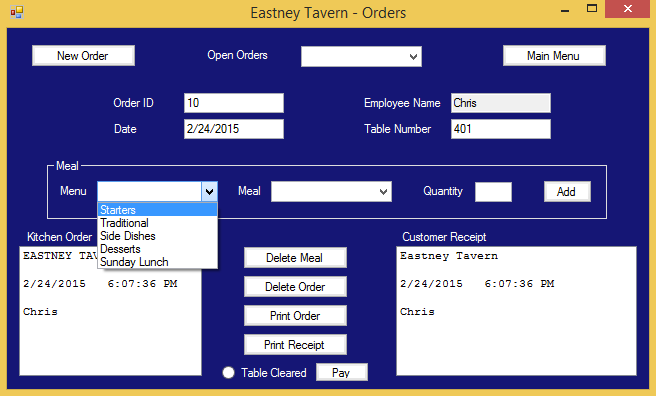 Eastney Tavern - Orders
New Order
Open Orders
Main Menu
Order ID 10
Employee Name Chris
Date 2/24/2015
Table Number 401
Meal
Menu
Meal
Quantity
Add
Starters
Traditional
Side Dishes
Desserts
Sunday Lunch
Kitchen Order
EASTNEY TAV
2/24/2015 6:07:36 PM
Chris
Delete Meal
Delete Order
Print Order
Print Receipt
Table Cleared
Pay
Customer Receipt
Eastney Tavern
2/24/2015 6:07:36 PM
Chris